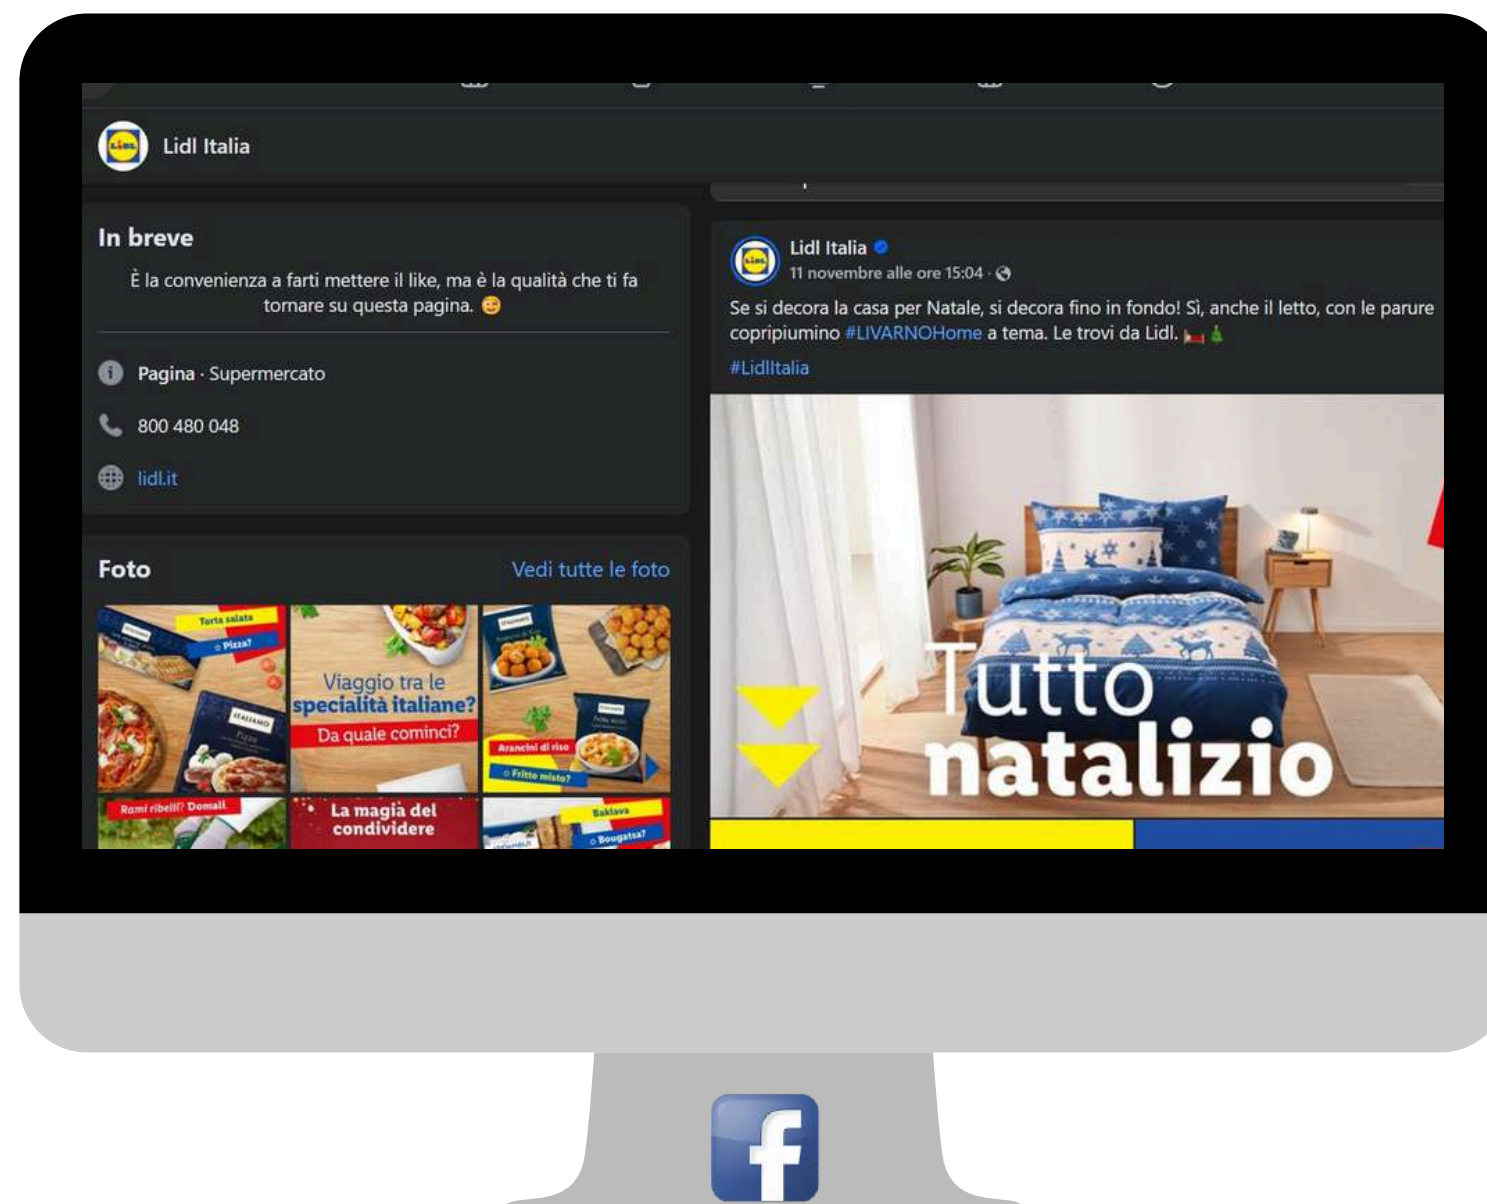 Lidl Italia
In breve
È la convenienza a farti mettere il like, ma è la qualità che ti fa
tornare su questa pagina. 😉
Pagina · Supermercato
800 480 048
lidl.it
Foto
Vedi tutte le foto
Torta salata
o Pizza?
ITALIAMO
Pizza
Viaggio tra le
specialità italiane?
Da quale cominci?
ITALIAMO
Arancini di riso
o Fritto misto?
Rami ribelli? Domali.
La magia del
condividere
Baklava
o Bougatsa?
Lidl Italia
11 novembre alle ore 15:04 ·
Se si decora la casa per Natale, si decora fino in fondo! Sì, anche il letto, con le parure
copripiumino #LIVARNOHome a tema. Le trovi da Lidl. 🛏️🎄
#LidlItalia
Tutto
natalizio
f